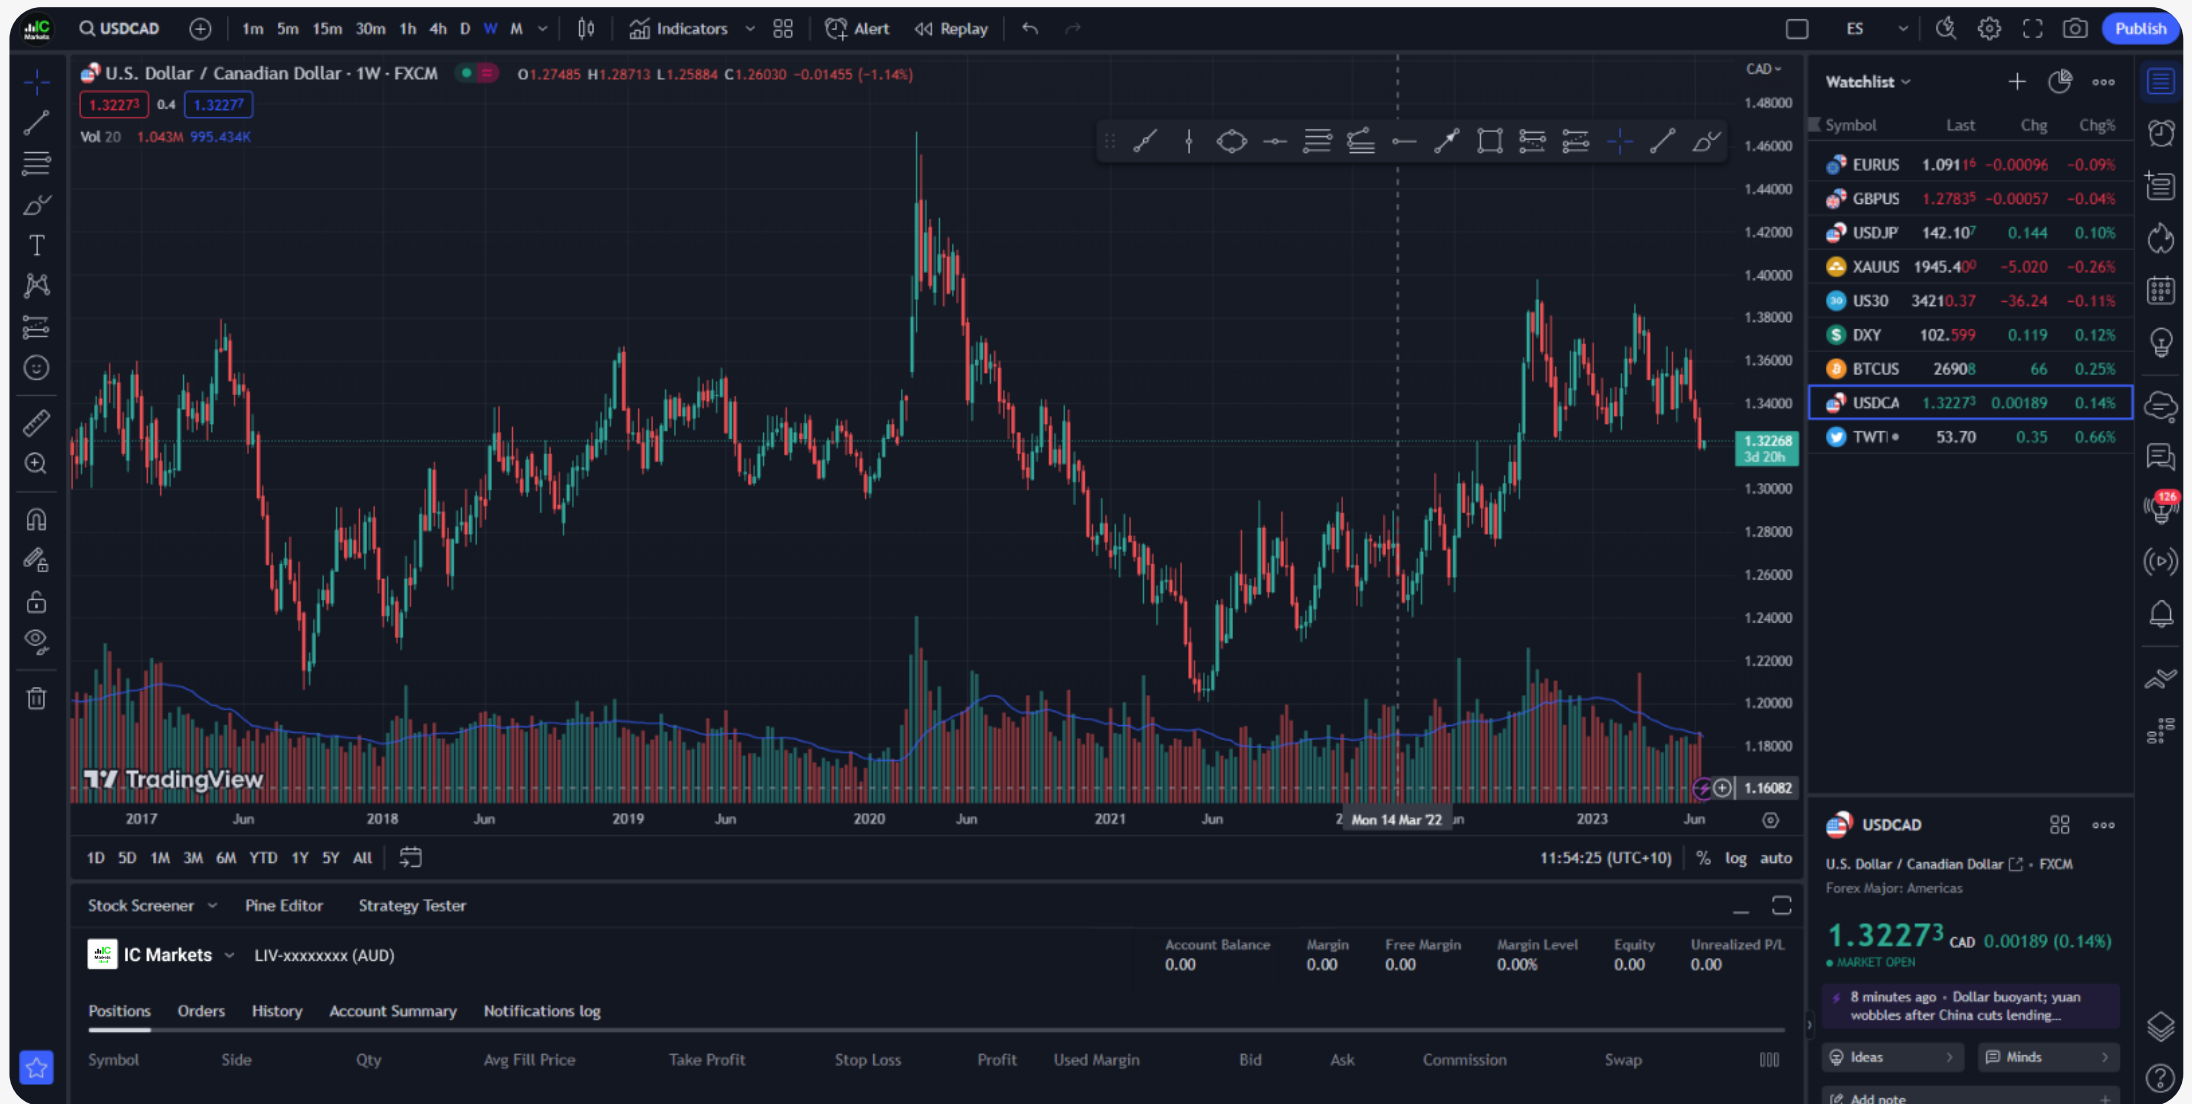 IC Markets USDCAD 1m 5m 15m 30m 1h 4h D W M Indicators Alert Replay ES Publish
U.S. Dollar / Canadian Dollar · 1W · FXCM O1.27485 H1.28713 L1.25884 C1.26030 −0.01455 (−1.14%)
1.32273 0.4 1.32277
Vol 20 1.043M 995.434K
CAD
1.48000
1.46000
1.44000
1.42000
1.40000
1.38000
1.36000
1.34000
1.32268
3d 20h
1.30000
1.28000
1.26000
1.24000
1.22000
1.20000
1.18000
1.16082
TradingView
2017 Jun 2018 Jun 2019 Jun 2020 Jun 2021 Jun 2 Mon 14 Mar '22 un 2023 Jun
1D 5D 1M 3M 6M YTD 1Y 5Y All 11:54:25 (UTC+10) % log auto
Stock Screener Pine Editor Strategy Tester
IC Markets LIV-xxxxxxxx (AUD)
Account Balance Margin Free Margin Margin Level Equity Unrealized P/L
0.00 0.00 0.00 0.00% 0.00 0.00
Positions Orders History Account Summary Notifications log
Symbol Side Qty Avg Fill Price Take Profit Stop Loss Profit Used Margin Bid Ask Commission Swap
Watchlist
Symbol Last Chg Chg%
EURUS 1.09116 −0.00096 −0.09%
GBPUS 1.27835 −0.00057 −0.04%
USDJP 142.107 0.144 0.10%
XAUUS 1945.400 −5.020 −0.26%
30 US30 34210.37 −36.24 −0.11%
S DXY 102.599 0.119 0.12%
BTCUS 26908 66 0.25%
USDCA 1.32273 0.00189 0.14%
TWT 53.70 0.35 0.66%
126
USDCAD
U.S. Dollar / Canadian Dollar • FXCM
Forex Major: Americas
1.32273 CAD 0.00189 (0.14%)
MARKET OPEN
8 minutes ago • Dollar buoyant; yuan
wobbles after China cuts lending...
Ideas Minds
Add note